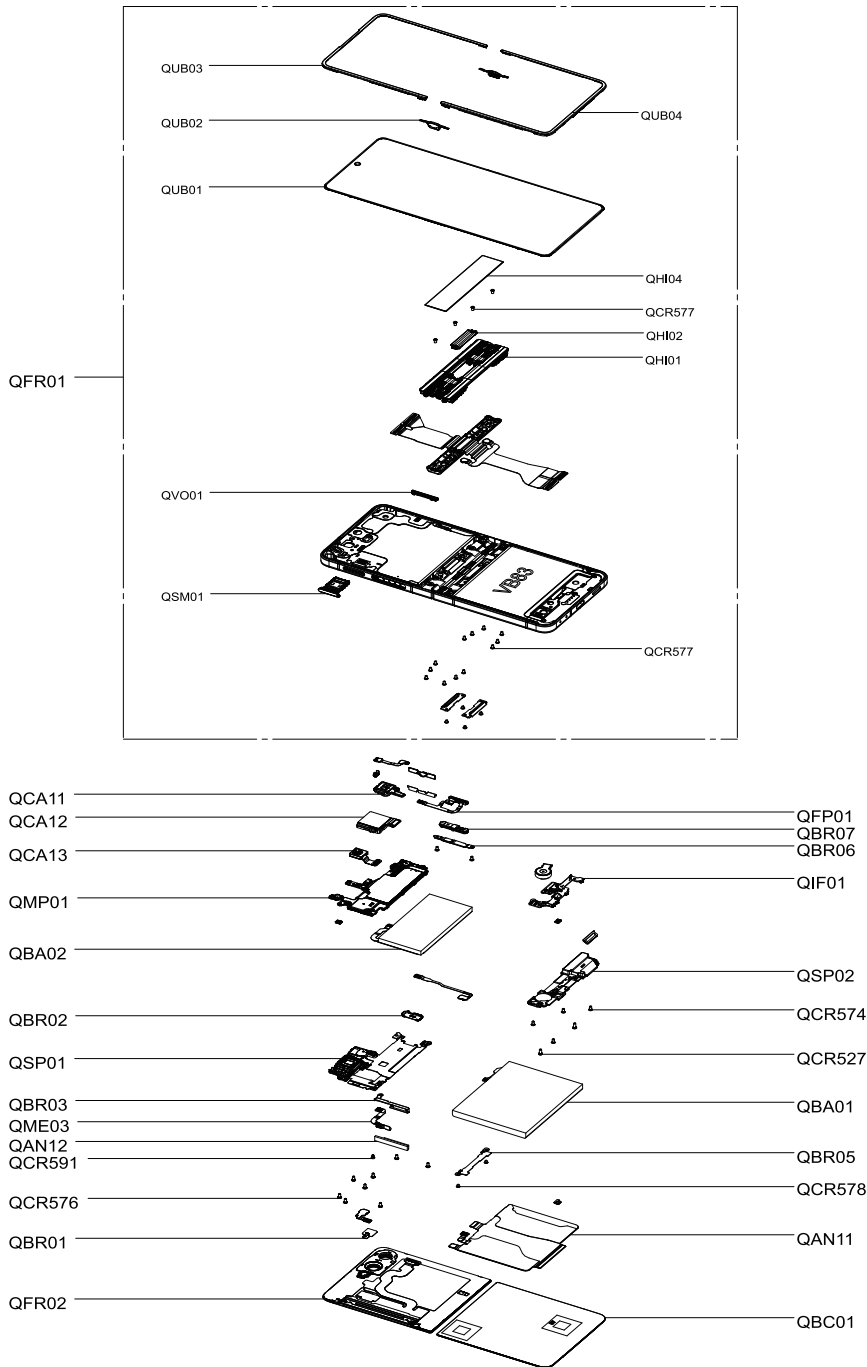 QUB03
QUB04
QUB02
QUB01
QHI04
QCR577
QHI02
QHI01
QFR01
QVO01
VB83
QSM01
QCR577
QCA11
QFP01
QCA12
QBR07
QBR06
QCA13
QIF01
QMP01
QBA02
QSP02
QBR02
QCR574
QSP01
QCR527
QBR03
QBA01
QME03
QAN12
QBR05
QCR591
QCR578
QCR576
QBR01
QAN11
QFR02
QBC01